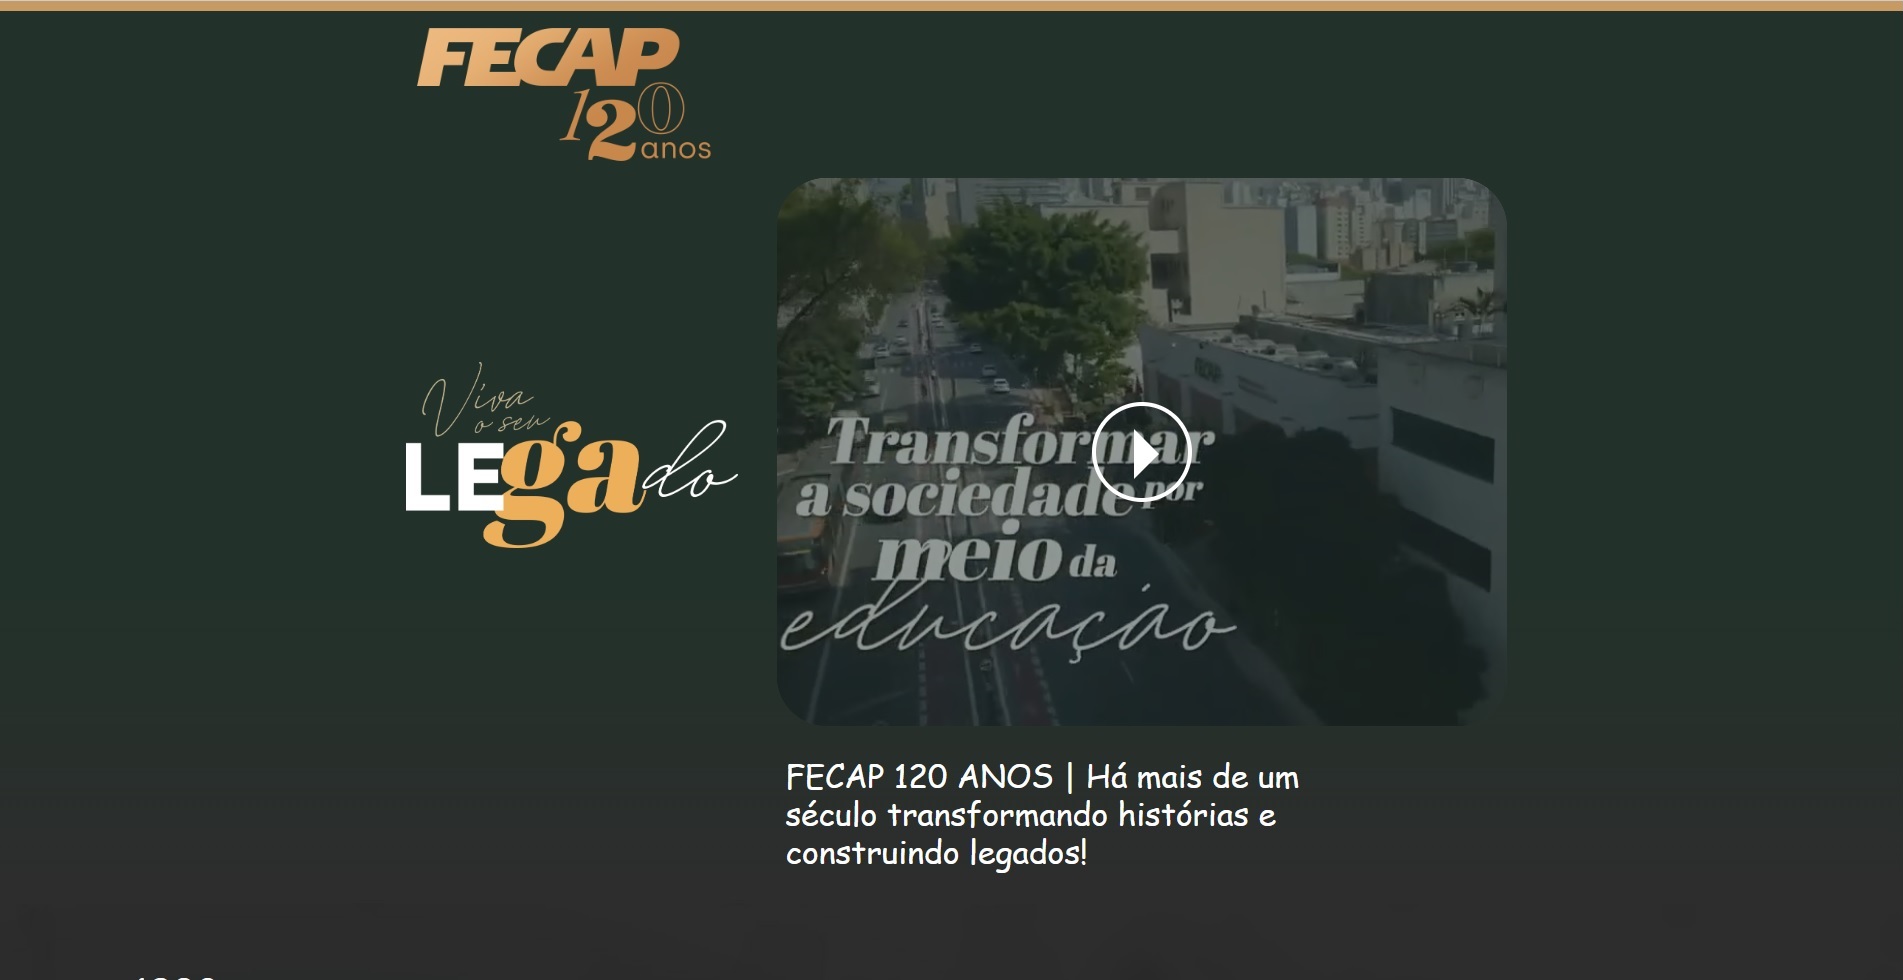 FECAP
120
anos
Viva
o seu
LEgado
FECAP
Transformar
a sociedade por
meio da
educação
FECAP 120 ANOS | Há mais de um
século transformando histórias e
construindo legados!